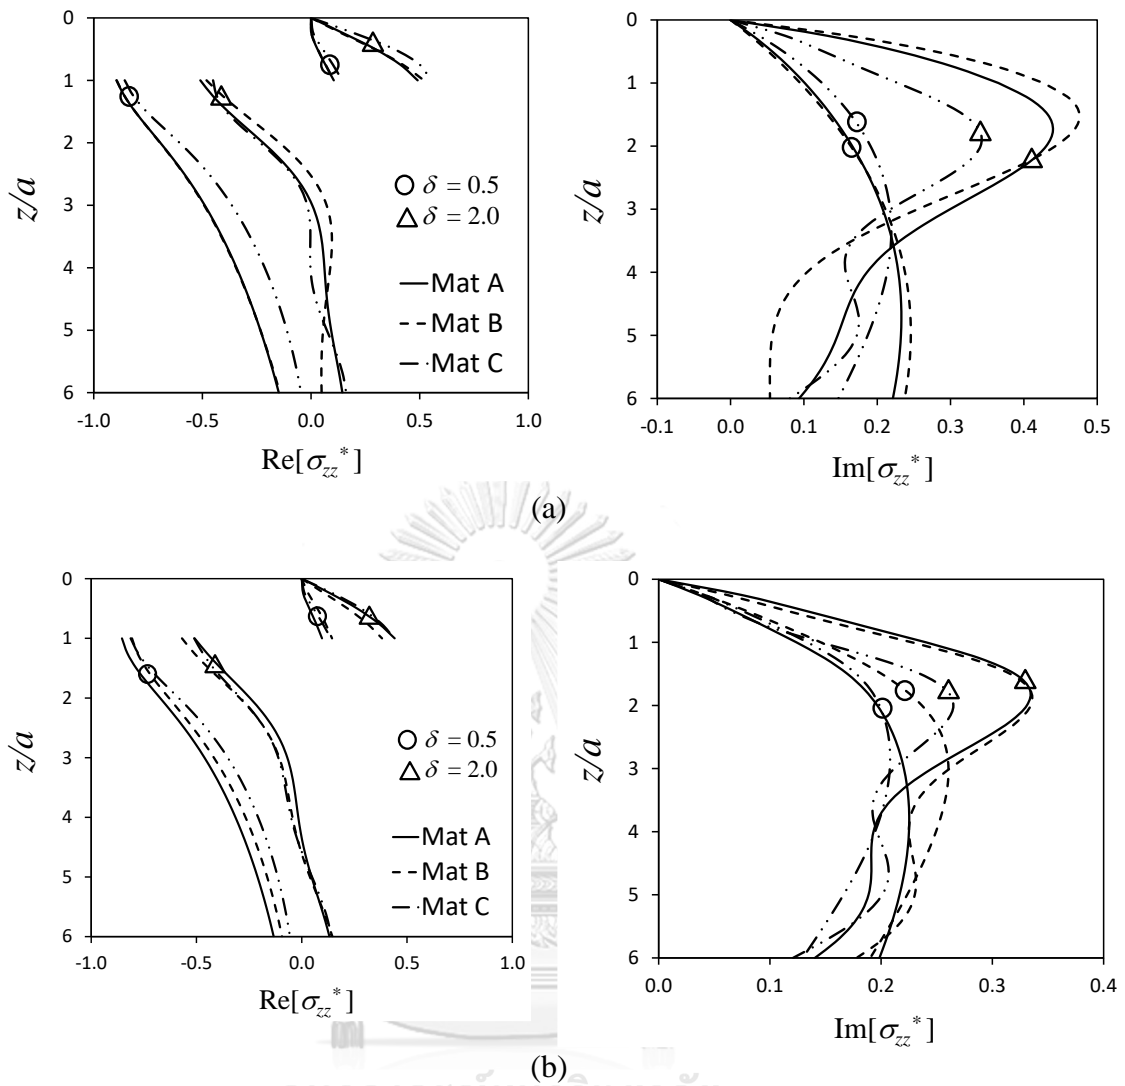 0
1
2
3
4
5
6
z/a
δ = 0.5
δ = 2.0
Mat A
Mat B
Mat C
-1.0
-0.5
0.0
0.5
1.0
Re[σzz*]
0
1
2
3
4
5
6
z/a
-0.1
0.0
0.1
0.2
0.3
0.4
0.5
Im[σzz*]
(a)
0
1
2
3
4
5
6
z/a
δ = 0.5
δ = 2.0
Mat A
Mat B
Mat C
-1.0
-0.5
0.0
0.5
1.0
Re[σzz*]
0
1
2
3
4
5
6
z/a
0.0
0.1
0.2
0.3
0.4
Im[σzz*]
(b)